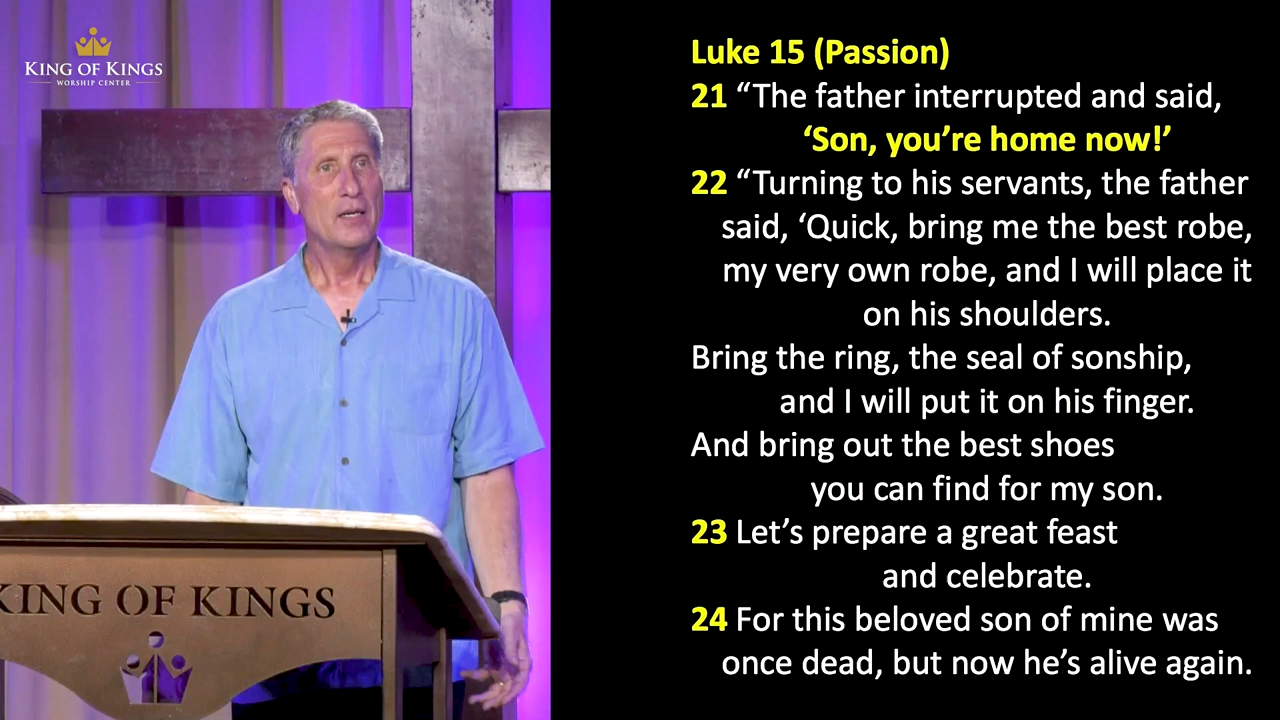 KING OF KINGS
WORSHIP CENTER
KING OF KINGS
Luke 15 (Passion)
21 “The father interrupted and said,
‘Son, you’re home now!’
22 “Turning to his servants, the father
said, ‘Quick, bring me the best robe,
my very own robe, and I will place it
on his shoulders.
Bring the ring, the seal of sonship,
and I will put it on his finger.
And bring out the best shoes
you can find for my son.
23 Let’s prepare a great feast
and celebrate.
24 For this beloved son of mine was
once dead, but now he’s alive again.